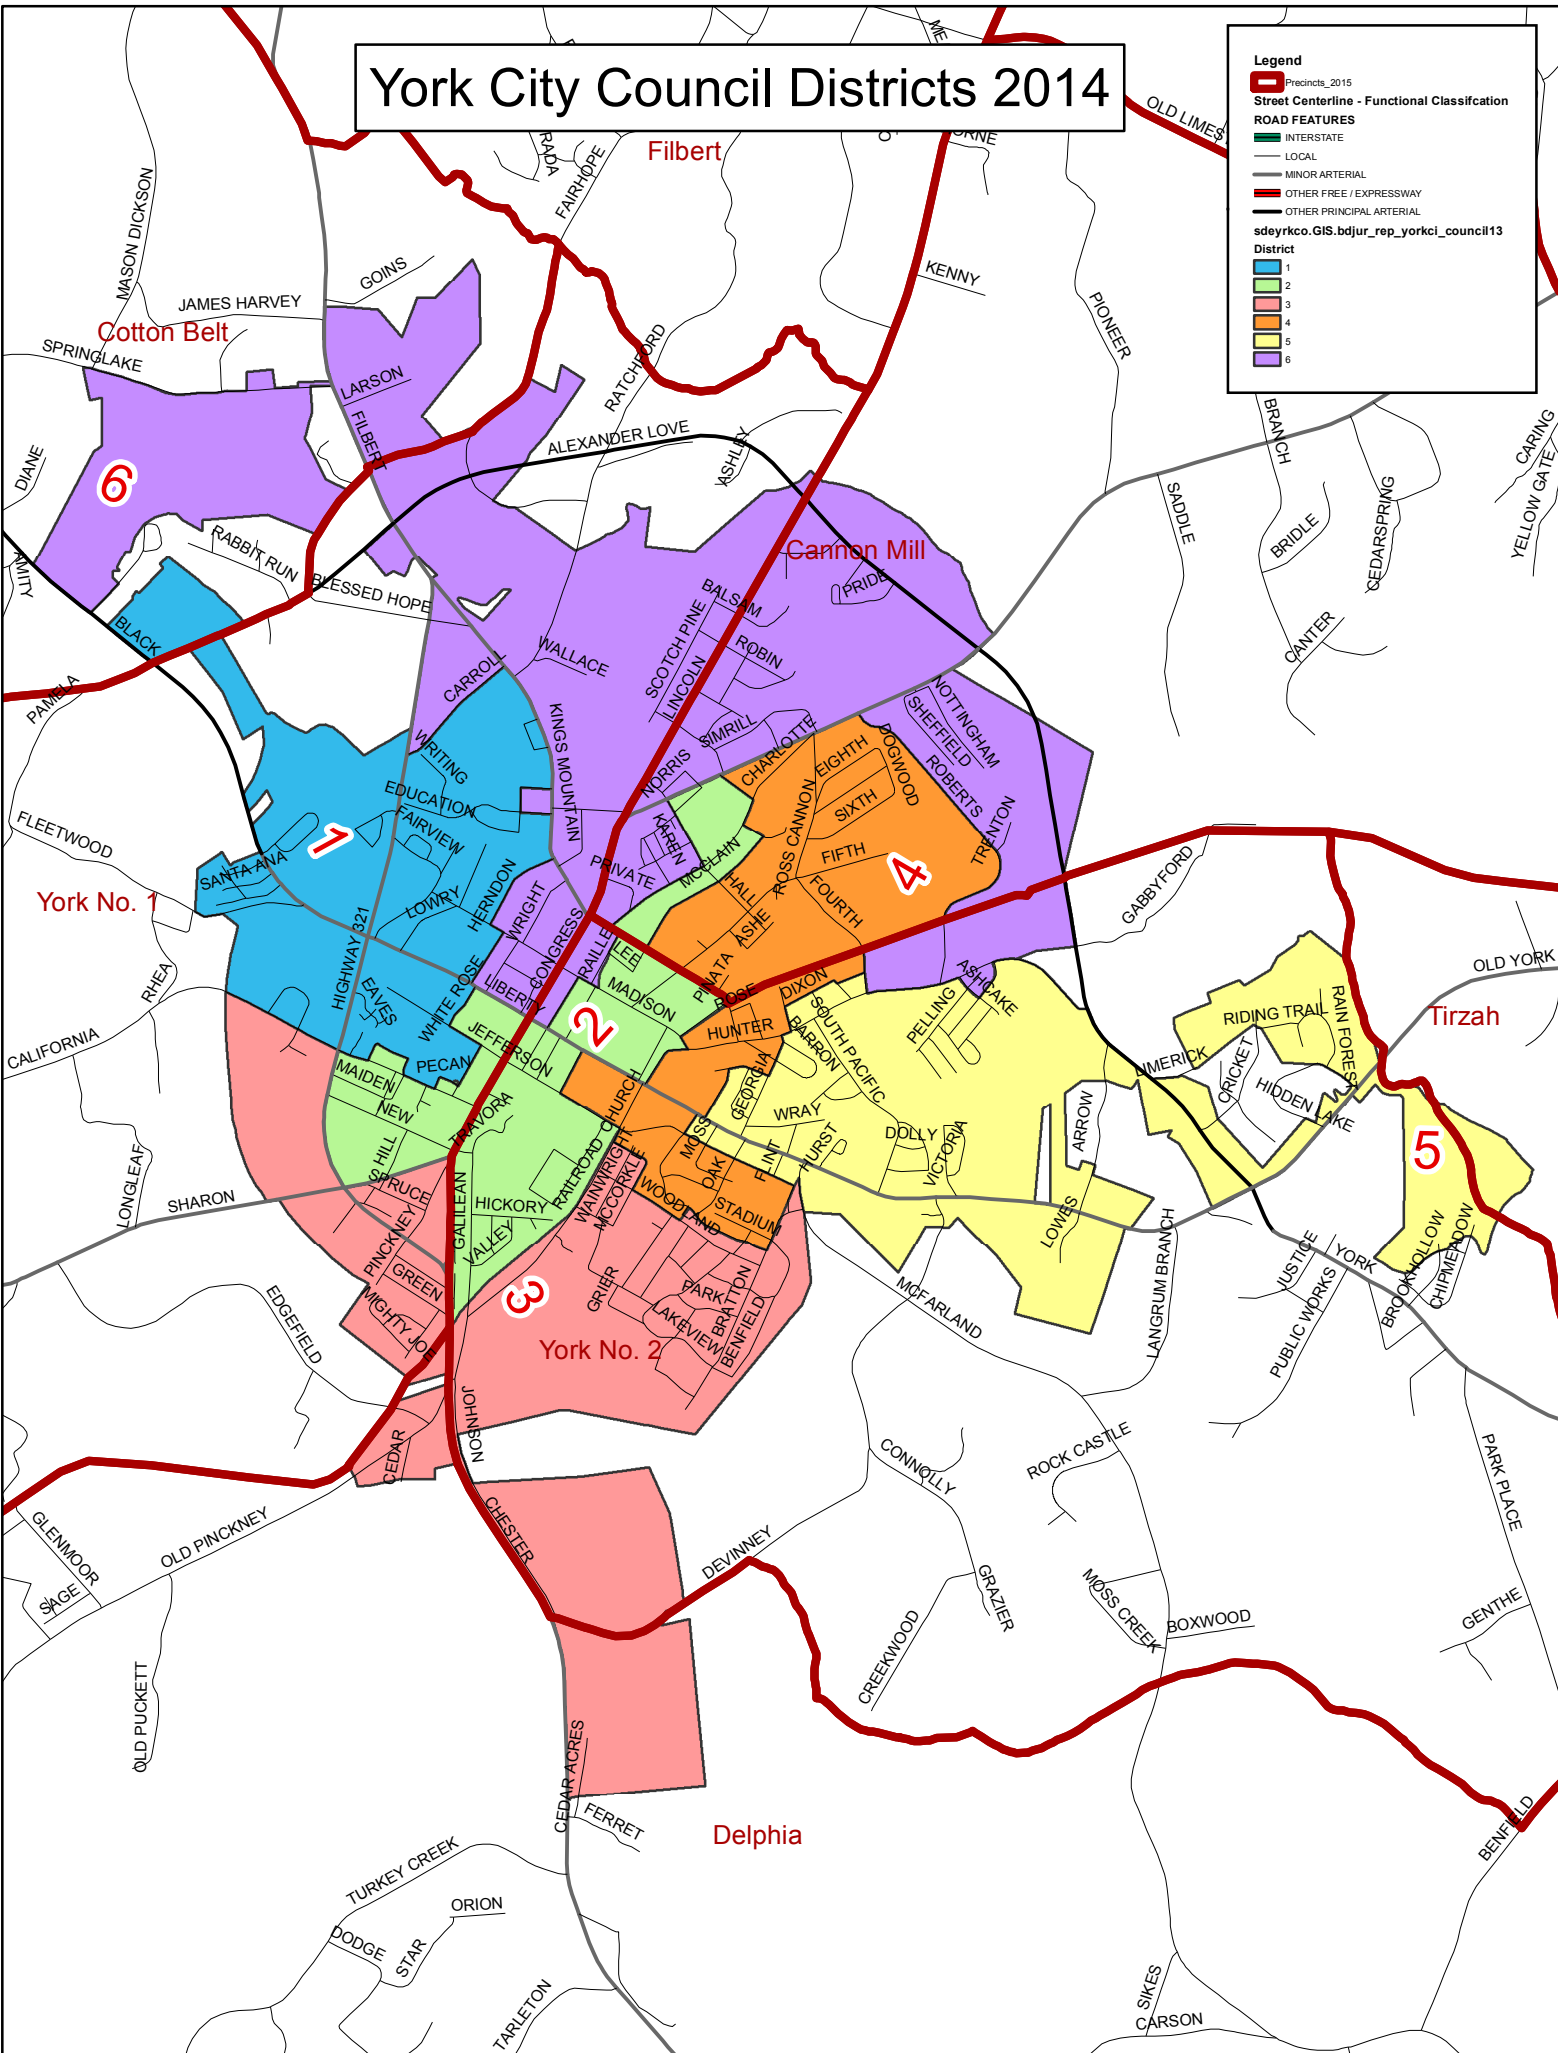 York City Council Districts 2014
Legend
Precincts_2015
Street Centerline - Functional Classifcation
ROAD FEATURES
INTERSTATE
LOCAL
MINOR ARTERIAL
OTHER FREE / EXPRESSWAY
OTHER PRINCIPAL ARTERIAL
sdeyrkco.GIS.bdjur_rep_yorkci_council13
District
1
2
3
4
5
6
OLD LIMEST
RADA
FAIRHOPE
Filbert
MASON DICKSON
GOINS
KENNY
JAMES HARVEY
PIONEER
Cotton Belt
SPRINGLAKE
LARSON
RATCHFORD
FILBERT
ALEXANDER LOVE
ASHLEY
BRANCH
CARING
YELLOW GATE
DIANE
6
SADDLE
BRIDLE
CEDARSPRING
RABBIT RUN
Cannon Mill
AMITY
BLESSED HOPE
BALSAM
PRIDE
BLACK
SCOTCH PINE
ROBIN
CANTER
WALLACE
LINCOLN
CARROLL
PAMELA
NOTTINGHAM
SHEFFIELD
KINGS MOUNTAIN
SIMRILL
CHARLOTTE
DOGWOOD
WRITING
NORRIS
EIGHTH
ROBERTS
EDUCATION
SIXTH
FLEETWOOD
FAIRVIEW
1
KAREN
ROSS CANNON
TRENTON
SANTA ANA
PRIVATE
MCCLAIN
FIFTH
4
York No. 1
LOWRY
HERNDON
WRIGHT
HALL
FOURTH
GABBYFORD
HIGHWAY 321
CONGRESS
RAILLE
LEE
ASHE
RHEA
EAVES
WHITE ROSE
LIBERTY
MADISON
PINATA
ROSE
DIXON
ASHCAKE
OLD YORK
2
HUNTER
BARRON
SOUTH PACIFIC
PELLING
RIDING TRAIL
RAIN FOREST
Tirzah
CALIFORNIA
JEFFERSON
PECAN
MAIDEN
NEW
GEORGIA
LIMERICK
CRICKET
HIDDEN LAKE
CHURCH
TRAVORA
WRAY
ARROW
MOSS
DOLLY
5
LONGLEAF
S HILL
RAILROAD
WAINWRIGHT
MCCORKLE
OAK
FLINT
HURST
VICTORIA
SHARON
SPRUCE
GALILEAN
HICKORY
WOODLAND
STADIUM
LOWES
PINCKNEY
VALLEY
GREEN
3
GRIER
PARK
BRATTON
MCFARLAND
LANGRUM BRANCH
JUSTICE
YORK
BROOKHOLLOW
CHIPMEADOW
EDGEFIELD
MIGHTY JOE
LAKEVIEW
BENFIELD
PUBLIC WORKS
York No. 2
JOHNSON
CEDAR
CONNOLLY
ROCK CASTLE
PARK PLACE
CHESTER
GLENMOOR
OLD PINCKNEY
DEVINNEY
GRAZIER
SAGE
MOSS CREEK
BOXWOOD
GENTHE
CREEKWOOD
OLD PUCKETT
CEDAR ACRES
FERRET
Delphia
BENFIELD
TURKEY CREEK
ORION
DODGE
STAR
TARLETON
SIKES
CARSON